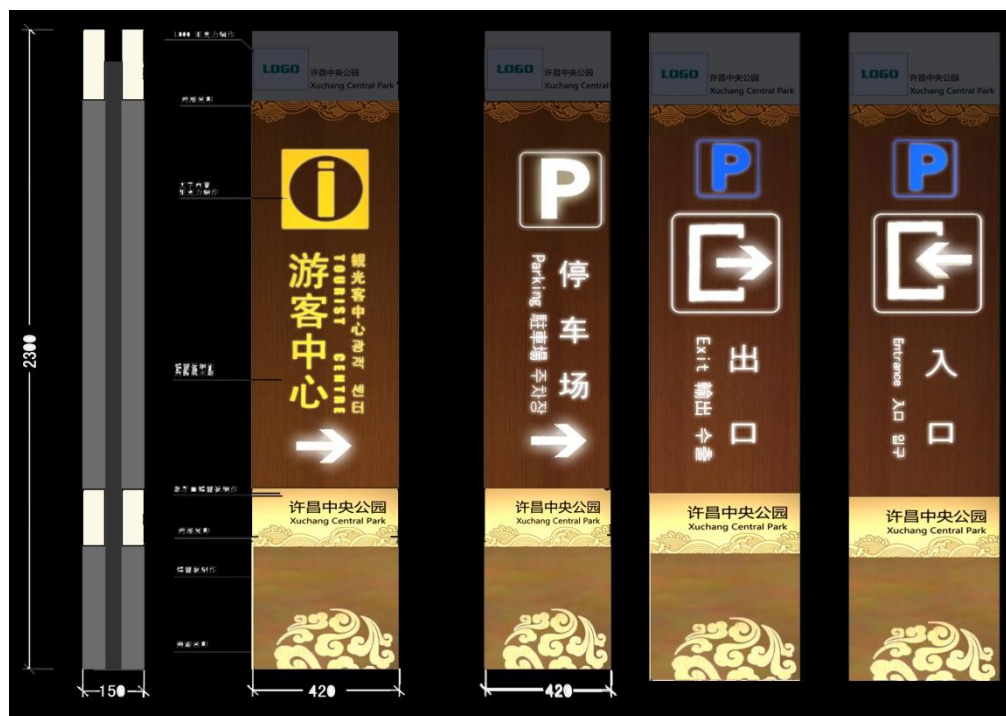 2300
150
LOGO
许昌中央公园
Xuchang Central Park
游客中心
TOURIST CENTRE
観光客中心관객 센터
许昌中央公园
Xuchang Central Park
420
LOGO
许昌中央公园
Xuchang Central Park
P
停车场
Parking 駐車場 주차장
许昌中央公园
Xuchang Central Park
420
LOGO
许昌中央公园
Xuchang Central Park
P
出口
Exit 輸出 수출
许昌中央公园
Xuchang Central Park
LOGO
许昌中央公园
Xuchang Central Park
P
入口
Entrance 入口 입구
许昌中央公园
Xuchang Central Park